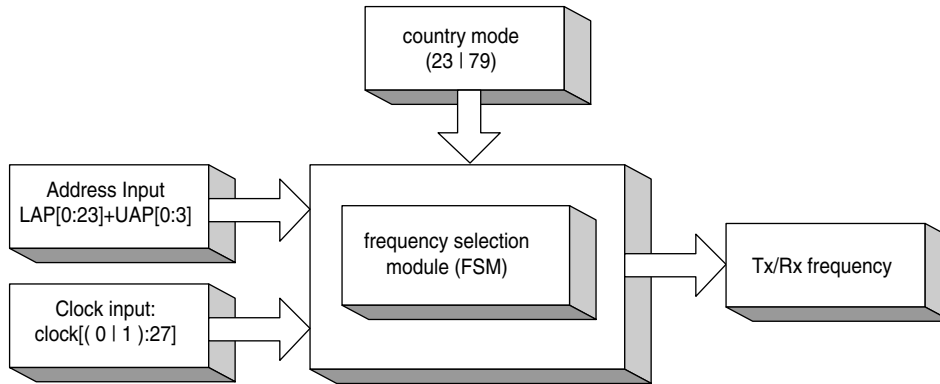 country mode
(23 | 79)
Address Input
LAP[0:23]+UAP[0:3]
frequency selection
module (FSM)
Tx/Rx frequency
Clock input:
clock[( 0 | 1 ):27]